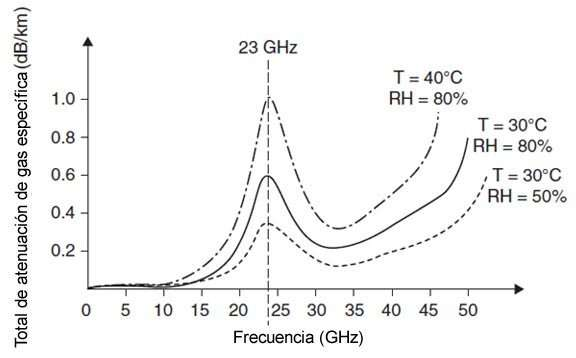 Total de atenuación de gas específica (dB/km)
23 GHz
T = 40°C
RH = 80%
T = 30°C
RH = 80%
T = 30°C
RH = 50%
1.0
0.8
0.6
0.4
0.2
0 5 10 15 20 25 30 35 40 45 50
Frecuencia (GHz)